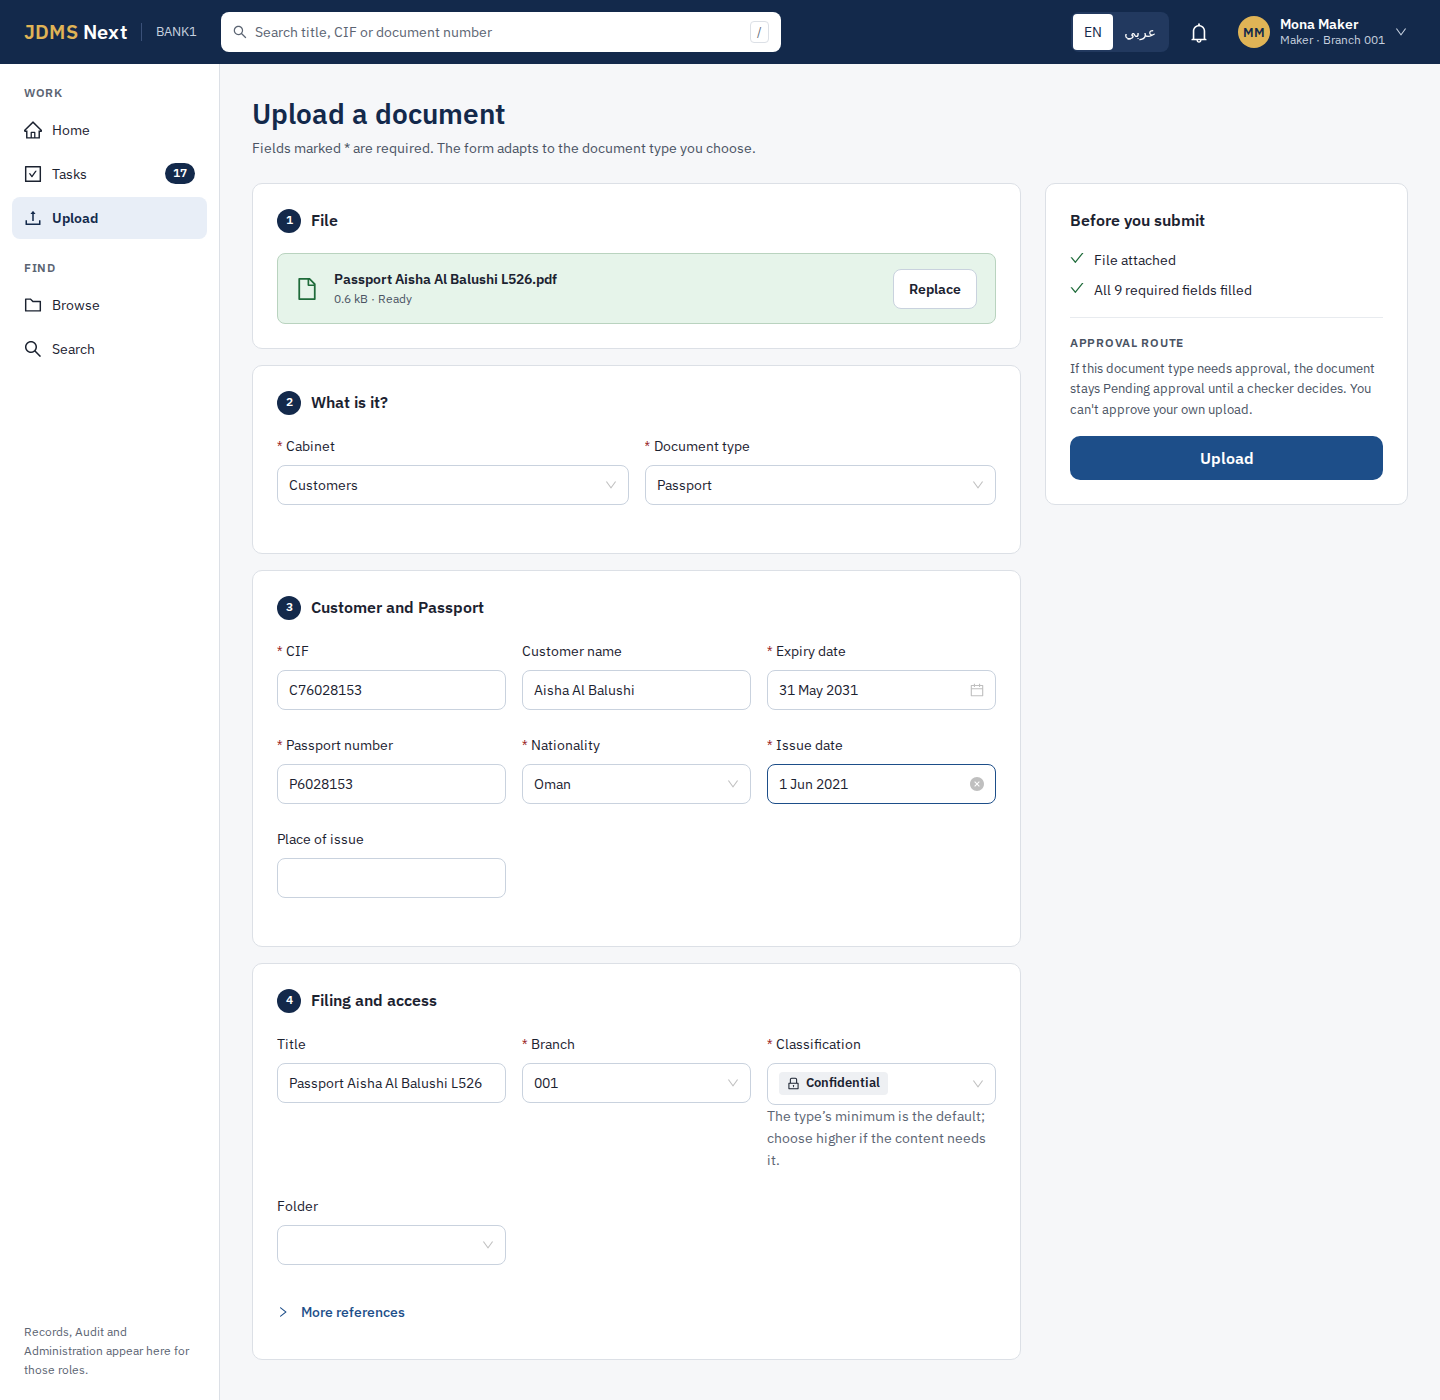 JDMS Next
BANK1
Search title, CIF or document number
/
EN
عربي
MM
Mona Maker
Maker · Branch 001
WORK
Home
Tasks
17
Upload
FIND
Browse
Search
Records, Audit and
Administration appear here for
those roles.
Upload a document
Fields marked * are required. The form adapts to the document type you choose.
1 File
Passport Aisha Al Balushi L526.pdf
0.6 kB · Ready
Replace
2 What is it?
* Cabinet
Customers
* Document type
Passport
3 Customer and Passport
* CIF
C76028153
Customer name
Aisha Al Balushi
* Expiry date
31 May 2031
* Passport number
P6028153
* Nationality
Oman
* Issue date
1 Jun 2021
Place of issue
4 Filing and access
Title
Passport Aisha Al Balushi L526
* Branch
001
* Classification
Confidential
The type’s minimum is the default;
choose higher if the content needs
it.
Folder
More references
Before you submit
File attached
All 9 required fields filled
APPROVAL ROUTE
If this document type needs approval, the document
stays Pending approval until a checker decides. You
can't approve your own upload.
Upload